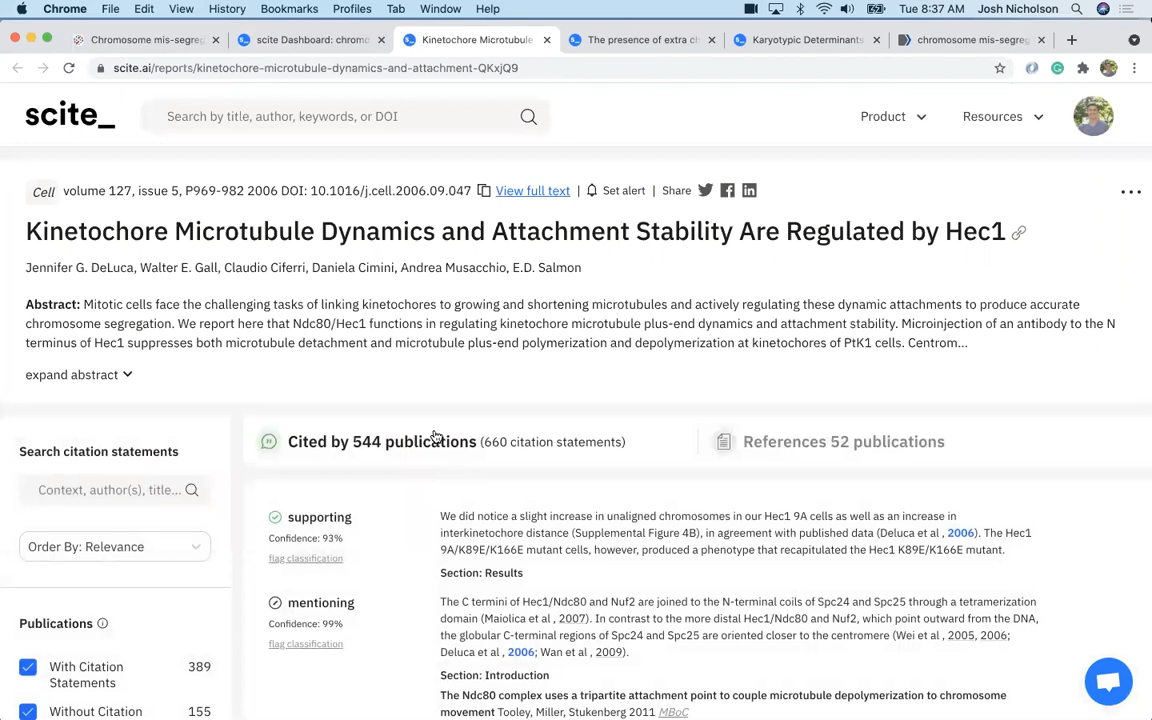 Chrome File Edit View History Bookmarks Profiles Tab Window Help Tue 8:37 AM Josh Nicholson
Chromosome mis-segreg scite Dashboard: chromo Kinetochore Microtubule The presence of extra ch Karyotypic Determinants chromosome mis-segreg
scite.ai/reports/kinetochore-microtubule-dynamics-and-attachment-QKxjQ9
scite_ Search by title, author, keywords, or DOI Product Resources
Cell volume 127, issue 5, P969-982 2006 DOI: 10.1016/j.cell.2006.09.047 View full text | Set alert | Share
Kinetochore Microtubule Dynamics and Attachment Stability Are Regulated by Hec1
Jennifer G. DeLuca, Walter E. Gall, Claudio Ciferri, Daniela Cimini, Andrea Musacchio, E.D. Salmon
Abstract: Mitotic cells face the challenging tasks of linking kinetochores to growing and shortening microtubules and actively regulating these dynamic attachments to produce accurate
chromosome segregation. We report here that Ndc80/Hec1 functions in regulating kinetochore microtubule plus-end dynamics and attachment stability. Microinjection of an antibody to the N
terminus of Hec1 suppresses both microtubule detachment and microtubule plus-end polymerization and depolymerization at kinetochores of PtK1 cells. Centrom...
expand abstract
Search citation statements
Context, author(s), title...
Order By: Relevance
Publications
With Citation Statements 389
Without Citation 155
Cited by 544 publications (660 citation statements)
References 52 publications
supporting
Confidence: 93%
flag classification
We did notice a slight increase in unaligned chromosomes in our Hec1 9A cells as well as an increase in
interkinetochore distance (Supplemental Figure 4B), in agreement with published data (Deluca et al , 2006). The Hec1
9A/K89E/K166E mutant cells, however, produced a phenotype that recapitulated the Hec1 K89E/K166E mutant.
Section: Results
mentioning
Confidence: 99%
flag classification
The C termini of Hec1/Ndc80 and Nuf2 are joined to the N-terminal coils of Spc24 and Spc25 through a tetramerization
domain (Maiolica et al , 2007). In contrast to the more distal Hec1/Ndc80 and Nuf2, which point outward from the DNA,
the globular C-terminal regions of Spc24 and Spc25 are oriented closer to the centromere (Wei et al , 2005, 2006;
Deluca et al , 2006; Wan et al , 2009).
Section: Introduction
The Ndc80 complex uses a tripartite attachment point to couple microtubule depolymerization to chromosome
movement Tooley, Miller, Stukenberg 2011 MBoC